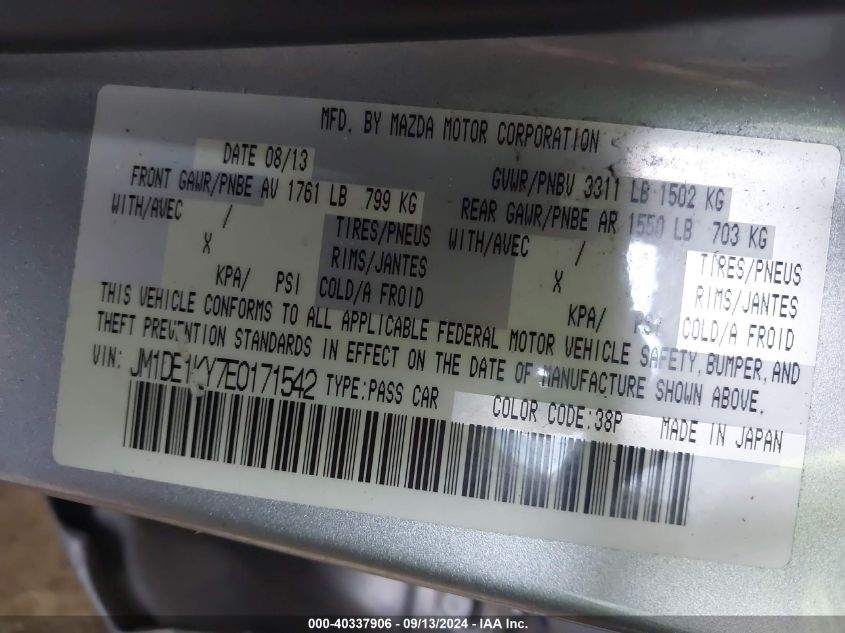 MFD. BY MAZDA MOTOR CORPORATION
DATE 08/13 GVWR/PNBV 3311 LB 1502 KG
FRONT GAWR/PNBE AV 1761 LB 799 KG REAR GAWR/PNBE AR 1550 LB 703 KG
WITH/AVEC / TIRES/PNEUS WITH/AVEC / TIRES/PNEUS
X RIMS/JANTES X RIMS/JANTES
KPA/ PSI COLD/A FROID KPA/ COLD/A FROID
THIS VEHICLE CONFORMS TO ALL APPLICABLE FEDERAL MOTOR VEHICLE SAFETY, BUMPER, AND
THEFT PREVENTION STANDARDS IN EFFECT ON THE DATE OF MANUFACTURE SHOWN ABOVE.
VIN: JM1DE1KY7E0171542 TYPE:PASS CAR COLOR CODE:38P MADE IN JAPAN
000-40337906 - 09/13/2024 - IAA Inc.